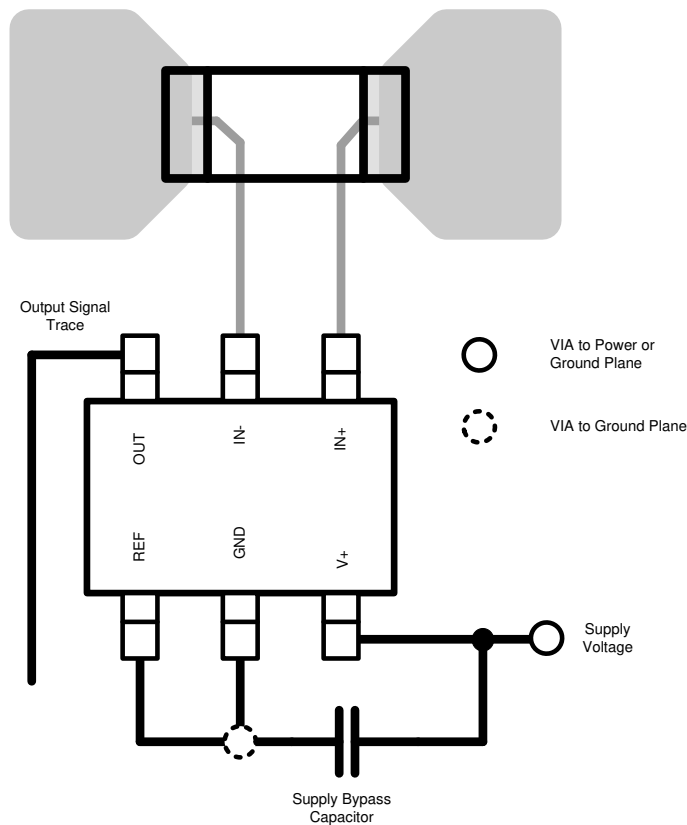 Output Signal
Trace
VIA to Power or
Ground Plane
VIA to Ground Plane
OUT
IN-
IN+
REF
GND
V+
Supply
Voltage
Supply Bypass
Capacitor